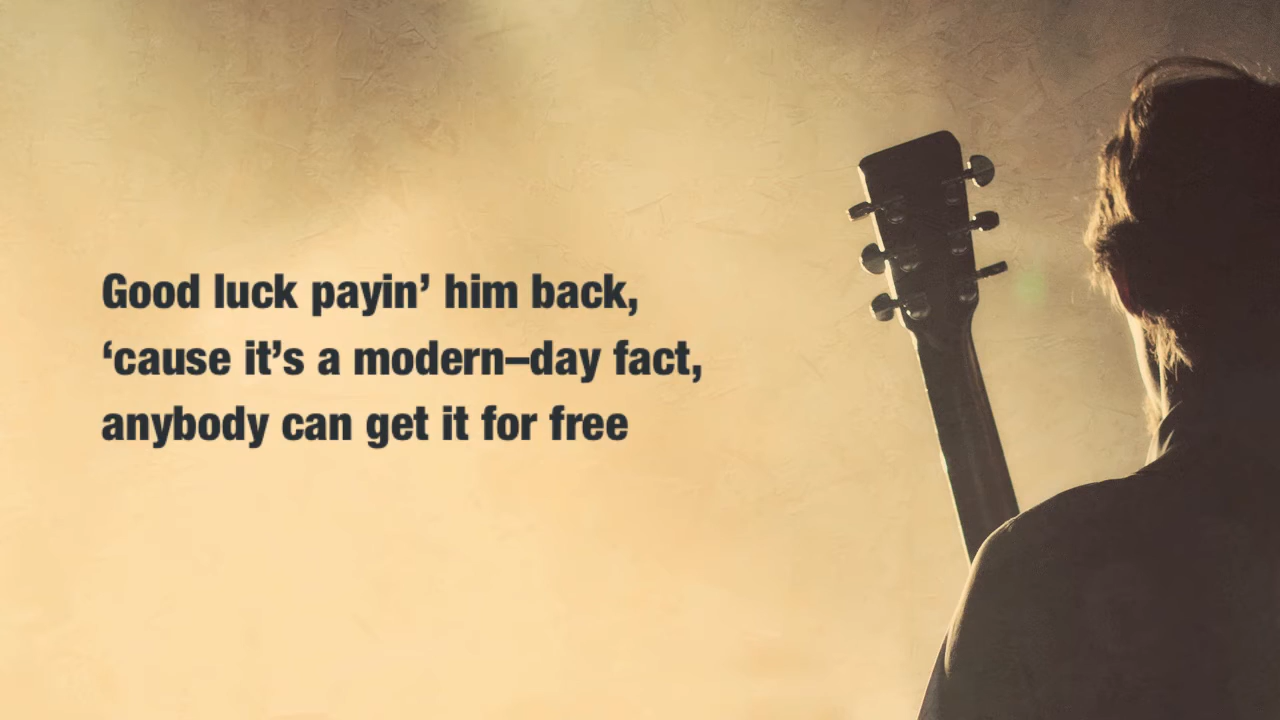 Good luck payin’ him back,
‘cause it’s a modern–day fact,
anybody can get it for free